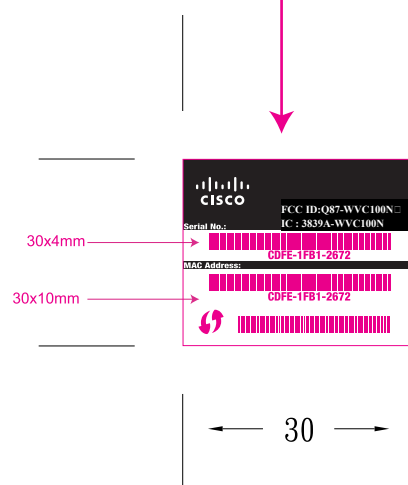 CISCO
FCC ID:Q87-WVC100N□
IC : 3839A-WVC100N
Serial No.:
30x4mm
CDFE-1FB1-2672
MAC Address:
30x10mm
CDFE-1FB1-2672
30